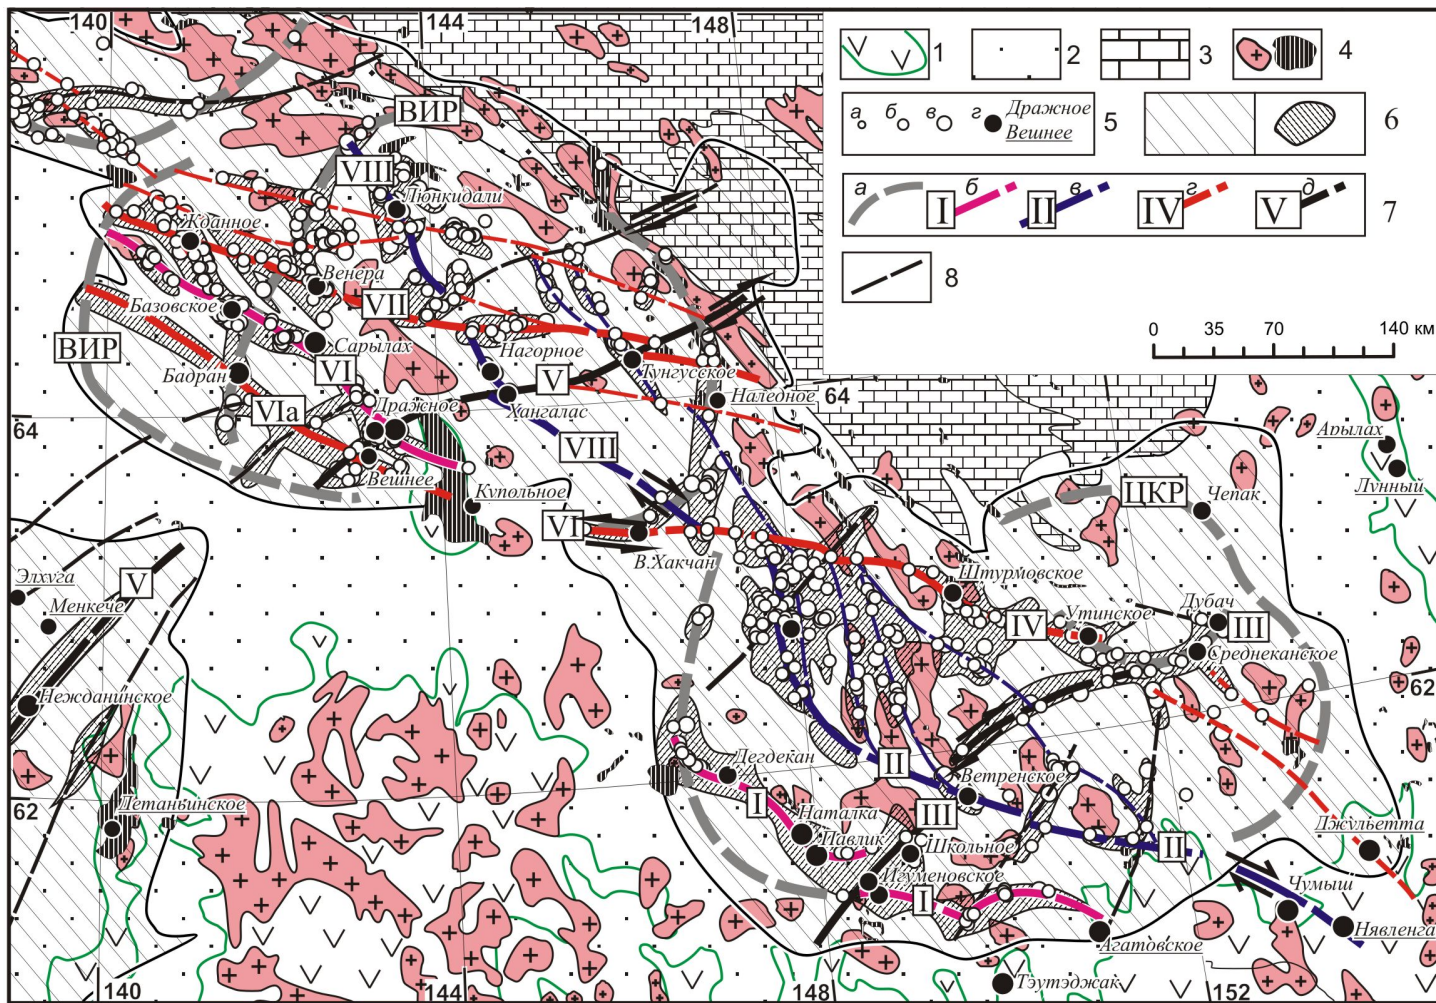 140
144
148
1
2
3
4
а
б
в
г
Дражное
Вешнее
5
6
а
I
б
II
в
IV
г
V
д
7
8
0
35
70
140 км
ВИР
VIII
Люнкидали
Жданное
Венера
Базовское
VII
ВИР
Сарылах
Нагорное
Тунгусское
Бадран
VI
V
Хангалас
Наледное
64
64
VIa
Дражное
VIII
Вешнее
Купольное
Арылах
Лунный
ЦКР
Чепак
VI
В.Хакчан
Элхуга
V
Менкече
Штурмовское
IV
Утинское
Дубач
III
Среднеканское
62
Нежданинское
Дегдекан
II
Ветренское
I
Наталка
III
62
Детаньинское
Павлик
Школьное
II
Джульетта
Игуменовское
I
Чумыш
Нявленга
Агатовское
Тэутэджак
140
144
148
152